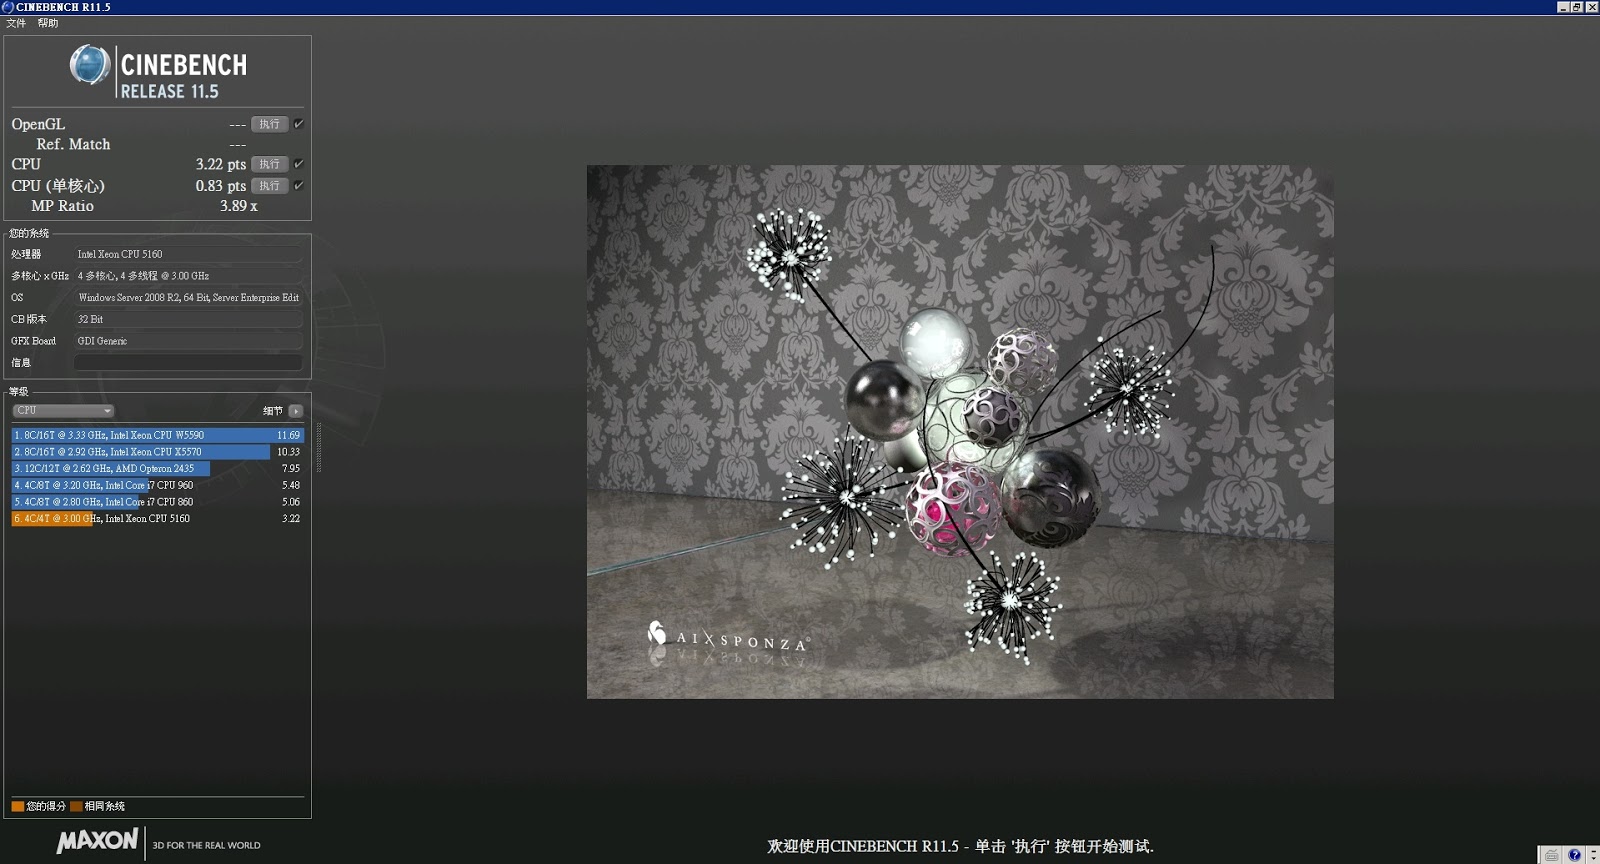 CINEBENCH R11.5
文件 帮助
CINEBENCH
RELEASE 11.5
OpenGL --- 执行
Ref. Match ---
CPU 3.22 pts 执行
CPU (单核心) 0.83 pts 执行
MP Ratio 3.89 x
您的系统
处理器 Intel Xeon CPU 5160
多核心 x GHz 4 多核心, 4 多线程 @ 3.00 GHz
OS Windows Server 2008 R2, 64 Bit, Server Enterprise Edit
CB 版本 32 Bit
GFX Board GDI Generic
信息
等级
CPU 细节
1. 8C/16T @ 3.33 GHz, Intel Xeon CPU W5590 11.69
2. 8C/16T @ 2.92 GHz, Intel Xeon CPU X5570 10.33
3. 12C/12T @ 2.62 GHz, AMD Opteron 2435 7.95
4. 4C/8T @ 3.20 GHz, Intel Core i7 CPU 960 5.48
5. 4C/8T @ 2.80 GHz, Intel Core i7 CPU 860 5.06
6. 4C/4T @ 3.00 GHz, Intel Xeon CPU 5160 3.22
您的得分 相同系统
MAXON 3D FOR THE REAL WORLD
AIXSPONZA
欢迎使用CINEBENCH R11.5 - 单击 '执行' 按钮开始测试.